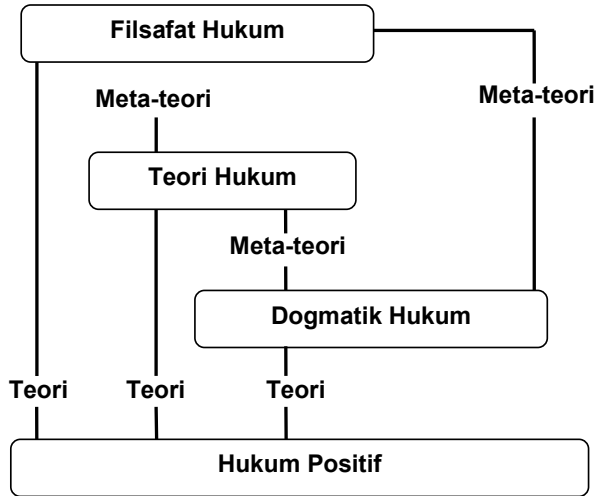 Filsafat Hukum
Meta-teori
Meta-teori
Teori Hukum
Meta-teori
Dogmatik Hukum
Teori
Teori
Teori
Hukum Positif